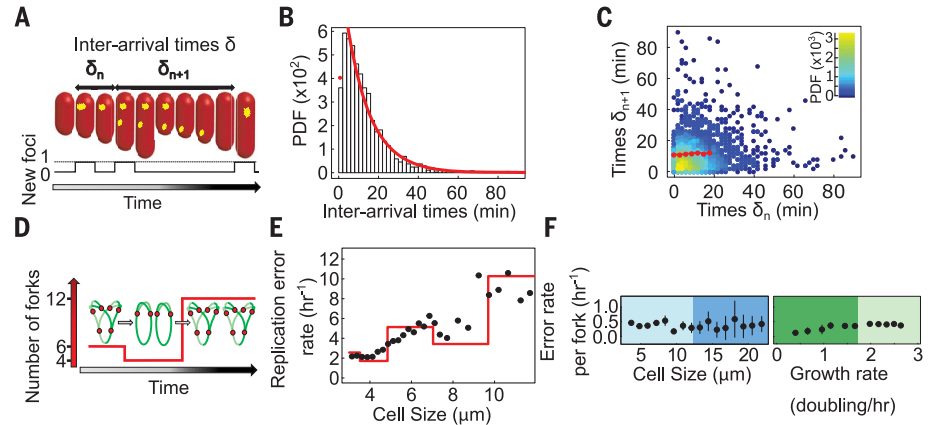 A
Inter-arrival times δ
δn
δn+1
New foci
1
0
Time
B
PDF (x10²)
6
5
4
3
2
1
0
0
20
40
60
80
Inter-arrival times (min)
C
Times δn+1 (min)
80
60
40
20
0
0
20
40
60
80
Times δn (min)
PDF (x10³)
3
2
1
0
D
Number of forks
12
6
4
Time
E
Replication error
rate (hr⁻¹)
12
10
8
6
4
2
0
4
6
8
10
Cell Size (μm)
F
Error rate
per fork (hr⁻¹)
1.0
0.5
0.0
5
10
15
20
Cell Size (μm)
0
1
2
3
Growth rate
(doubling/hr)